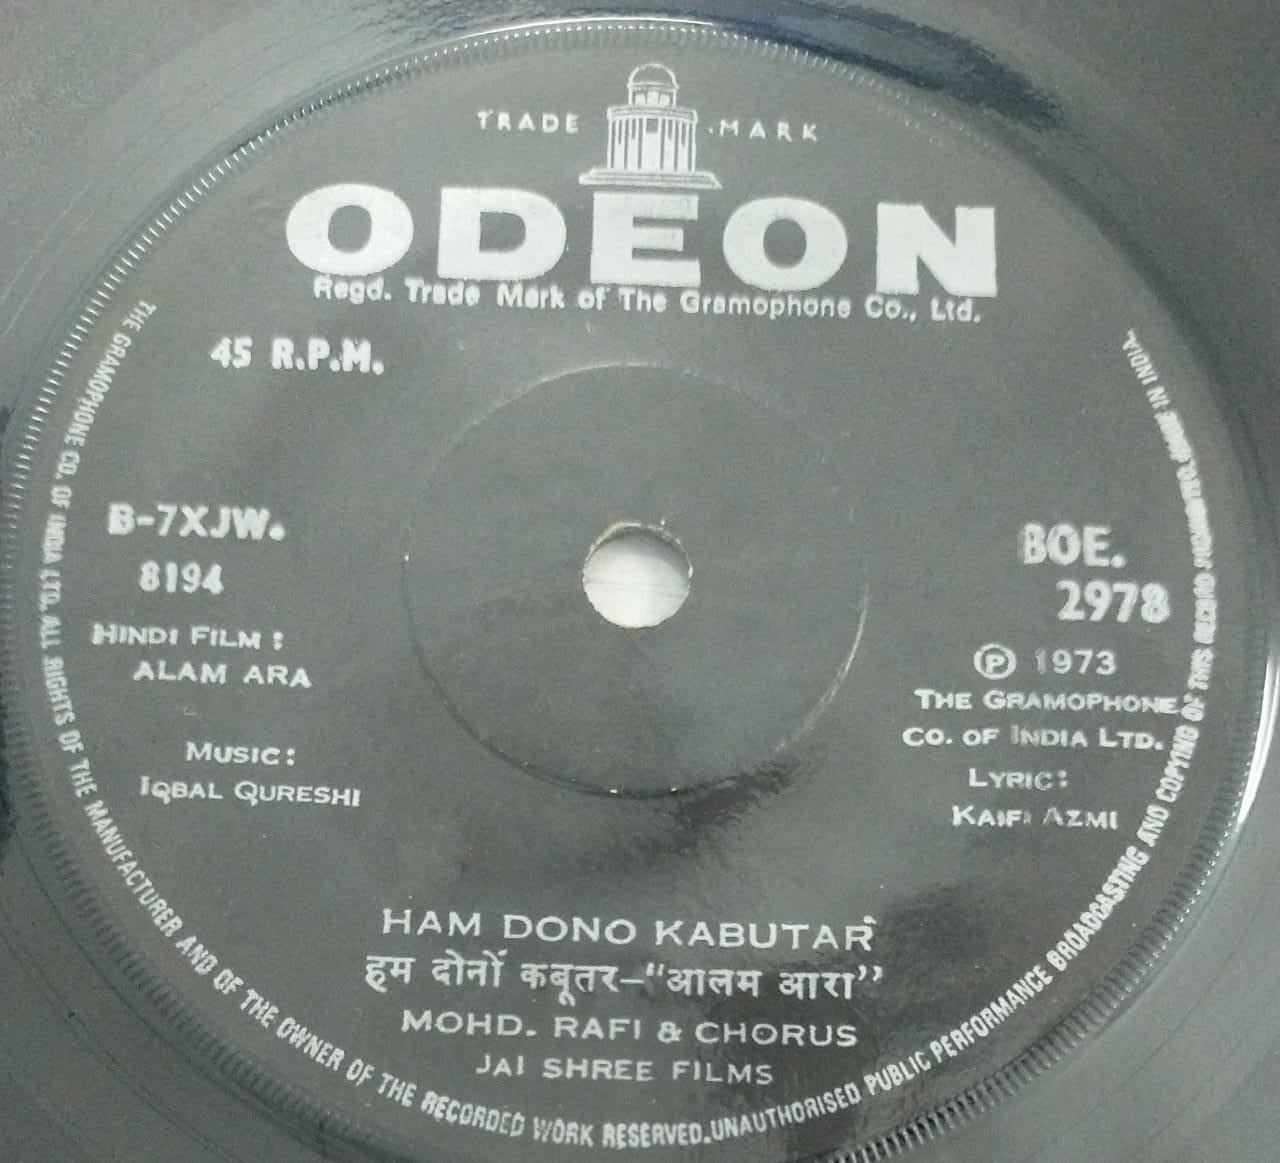 TRADE MARK
ODEON
Regd. Trade Mark of The Gramophone Co., Ltd.
45 R.P.M.
B-7XJW.
8194
HINDI FILM :
ALAM ARA
MUSIC:
IQBAL QURESHI
BOE.
2978
Ⓟ 1973
THE GRAMOPHONE
CO. OF INDIA LTD.
LYRIC:
KAIFI AZMI
HAM DONO KABUTAR
हम दोनों कबूतर–“आलम आरा”
MOHD. RAFI & CHORUS
JAI SHREE FILMS
THE GRAMOPHONE CO. OF INDIA LTD. ALL RIGHTS OF THE MANUFACTURER AND OF THE OWNER OF THE RECORDED WORK RESERVED. UNAUTHORISED PUBLIC PERFORMANCE BROADCASTING AND COPYING OF THIS RECORD PROHIBITED. MADE IN INDIA.